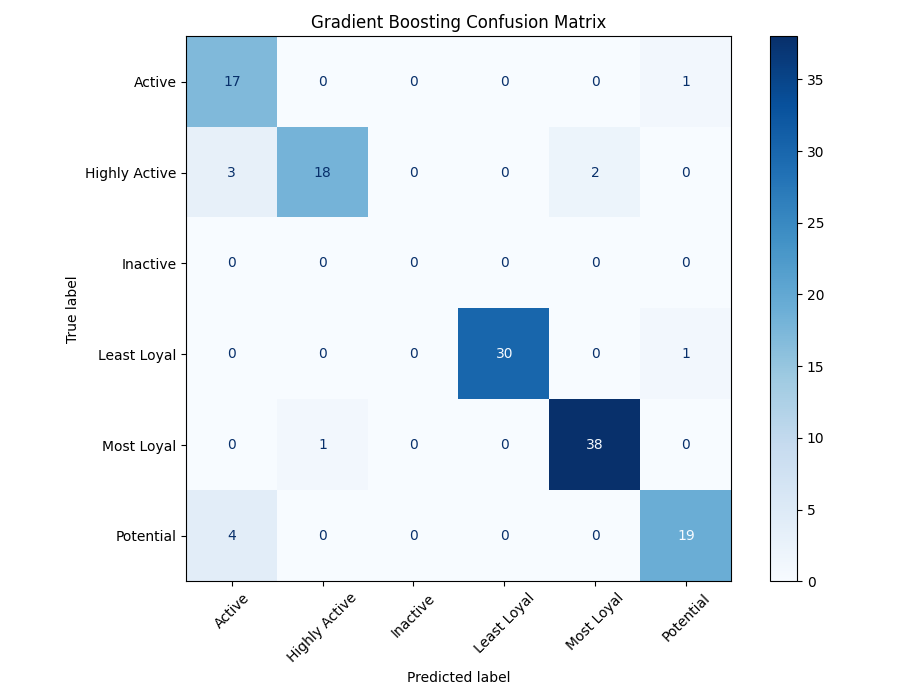 Gradient Boosting Confusion Matrix
Active 17 0 0 0 0 1
Highly Active 3 18 0 0 2 0
Inactive 0 0 0 0 0 0
Least Loyal 0 0 0 30 0 1
Most Loyal 0 1 0 0 38 0
Potential 4 0 0 0 0 19
True label
Active Highly Active Inactive Least Loyal Most Loyal Potential
Predicted label
35
30
25
20
15
10
5
0